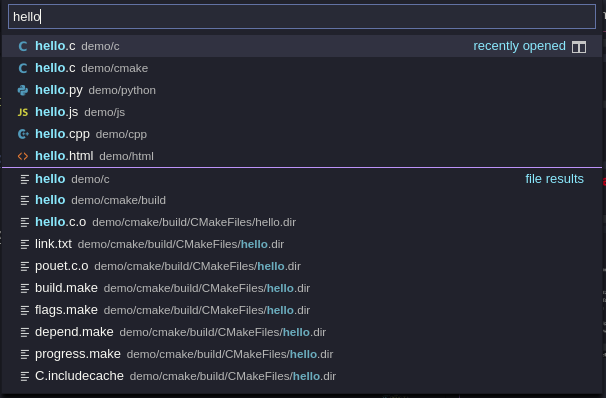 hello
hello.c demo/c recently opened
hello.c demo/cmake
hello.py demo/python
JS hello.js demo/js
hello.cpp demo/cpp
hello.html demo/html
hello demo/c file results
hello demo/cmake/build
hello.c.o demo/cmake/build/CMakeFiles/hello.dir
link.txt demo/cmake/build/CMakeFiles/hello.dir
pouet.c.o demo/cmake/build/CMakeFiles/hello.dir
build.make demo/cmake/build/CMakeFiles/hello.dir
flags.make demo/cmake/build/CMakeFiles/hello.dir
depend.make demo/cmake/build/CMakeFiles/hello.dir
progress.make demo/cmake/build/CMakeFiles/hello.dir
C.includecache demo/cmake/build/CMakeFiles/hello.dir